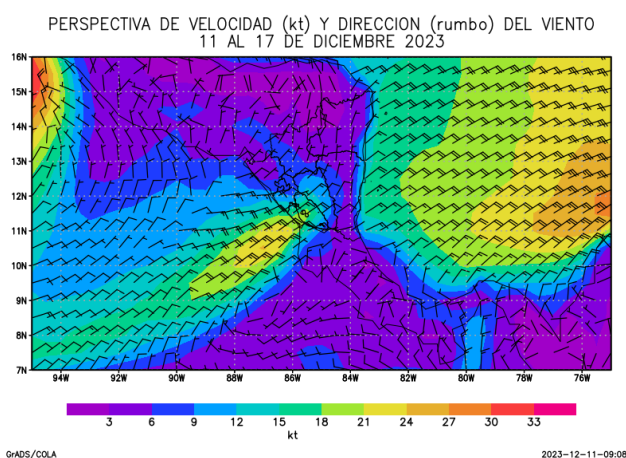 PERSPECTIVA DE VELOCIDAD (kt) Y DIRECCION (rumbo) DEL VIENTO
11 AL 17 DE DICIEMBRE 2023
16N
15N
14N
13N
12N
11N
10N
9N
8N
7N
94W 92W 90W 88W 86W 84W 82W 80W 78W 76W
3 6 9 12 15 18 21 24 27 30 33
kt
GrADS/COLA 2023-12-11-09:08